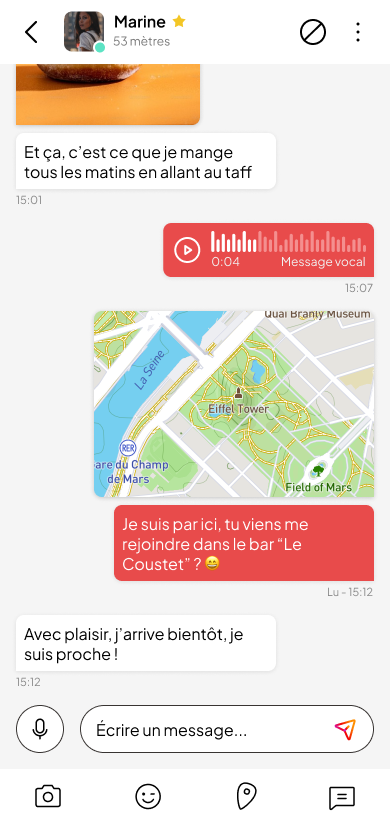 Marine
53 mètres
Et ça, c’est ce que je mange
tous les matins en allant au taff
15:01
0:04 Message vocal
15:07
Quai Branly Museum
La Seine
Eiffel Tower
RER
are du Champ
de Mars
Field of Mars
Je suis par ici, tu viens me
rejoindre dans le bar “Le
Coustet” ? 😄
Lu - 15:12
Avec plaisir, j’arrive bientôt, je
suis proche !
15:12
Écrire un message...